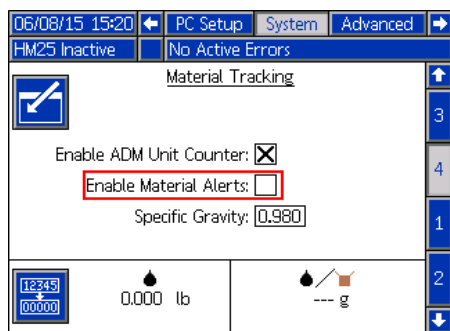 06/08/15 15:20 PC Setup System Advanced
HM25 Inactive No Active Errors
Material Tracking
3
Enable ADM Unit Counter:
4
Enable Material Alerts:
Specific Gravity: 0.980
1
12345
00000
0.000 lb
--- g
2